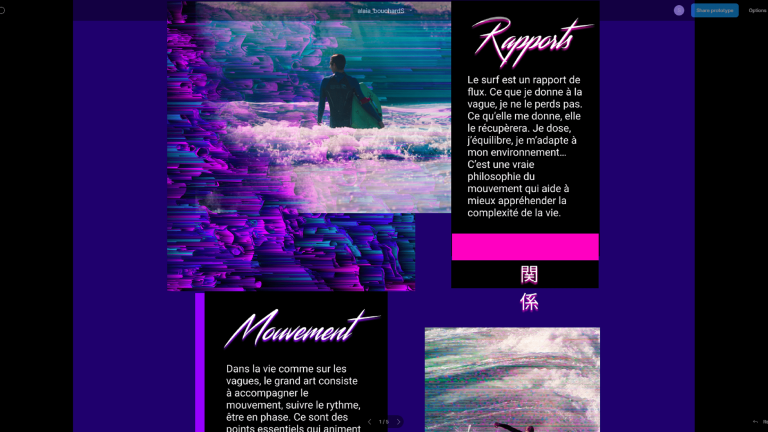 alaia_bouchardS
Share prototype
Options
Rapports
Le surf est un rapport de
flux. Ce que je donne à la
vague, je ne le perds pas.
Ce qu'elle me donne, elle
le récupèrera. Je dose,
j'équilibre, je m'adapte à
mon environnement...
C'est une vraie
philosophie du
mouvement qui aide à
mieux appréhender la
complexité de la vie.
関
係
Mouvement
Dans la vie comme sur les
vagues, le grand art consiste
à accompagner le
mouvement, suivre le rythme,
être en phase. Ce sont des
points essentiels qui animent
1 / 5